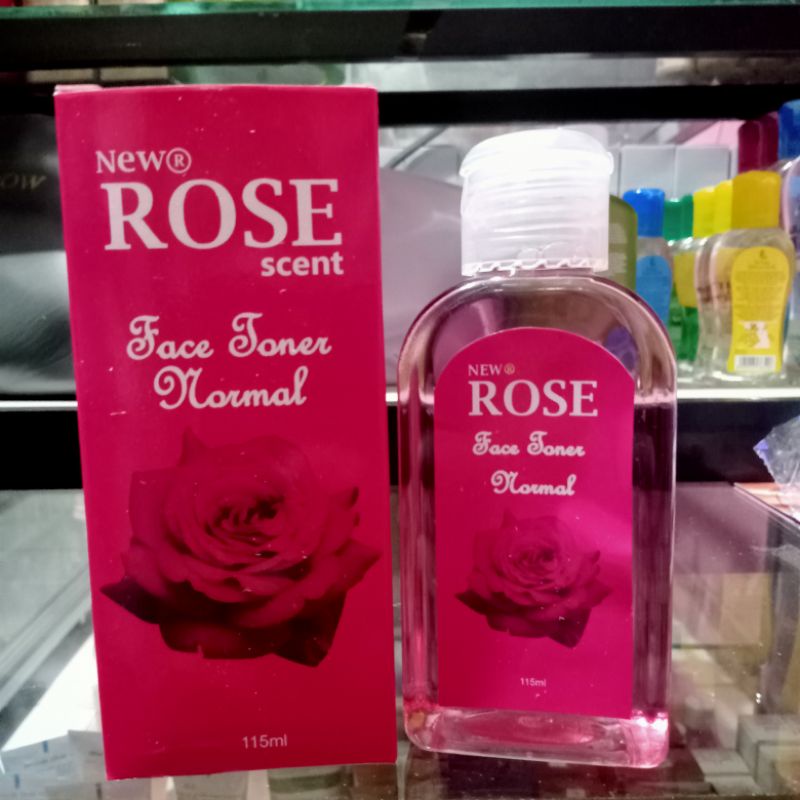 New®
ROSE
scent
Face Toner
Normal
115ml
NEW®
ROSE
Face Toner
Normal
115ml